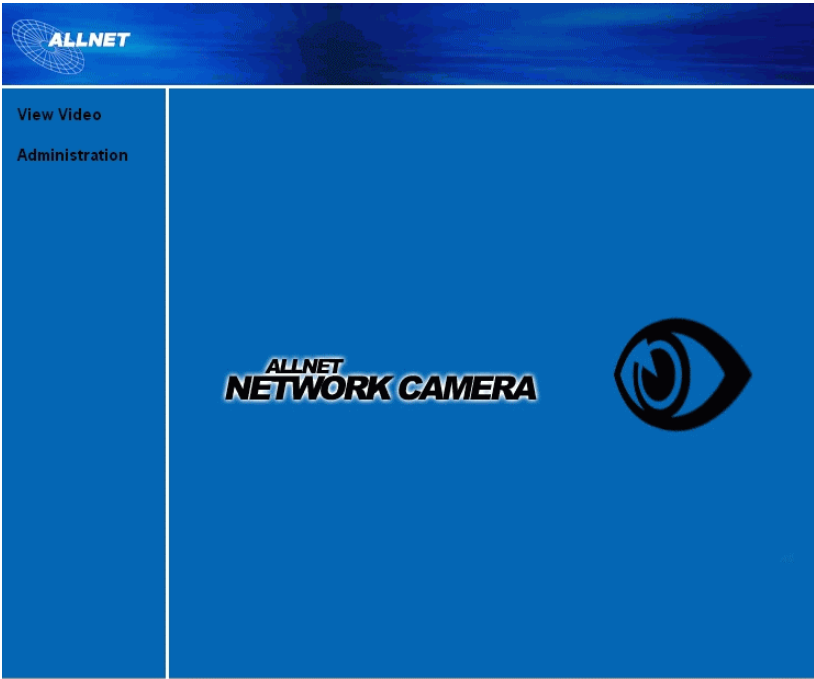 ALLNET
View Video
Administration
ALLNET
NETWORK CAMERA